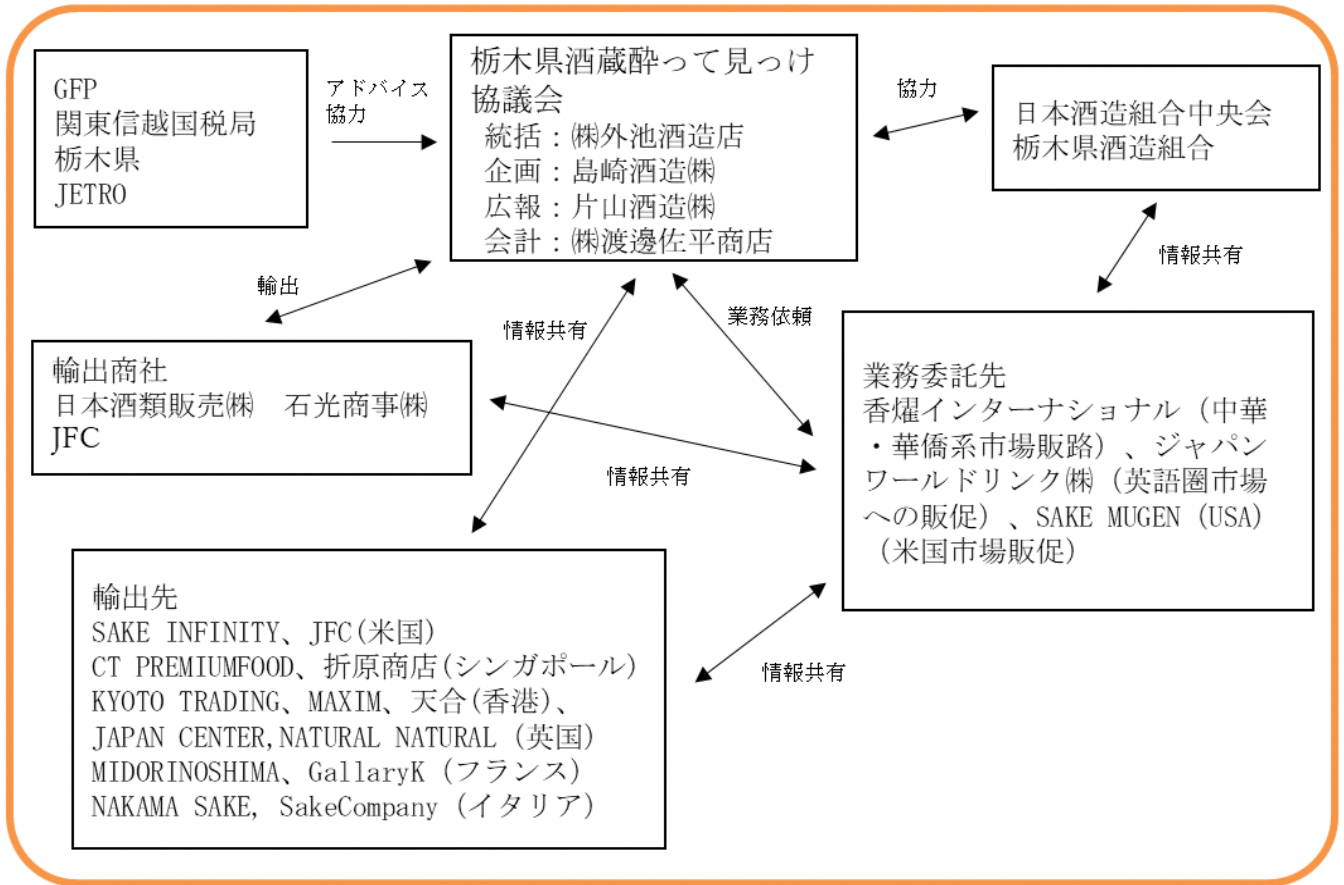 GFP
関東信越国税局
栃木県
JETRO
アドバイス
協力
栃木県酒蔵酔って見っけ
協議会
統括：㈱外池酒造店
企画：島崎酒造㈱
広報：片山酒造㈱
会計：㈱渡邊佐平商店
協力
日本酒造組合中央会
栃木県酒造組合
輸出
情報共有
業務依頼
情報共有
輸出商社
日本酒類販売㈱　石光商事㈱
JFC
情報共有
業務委託先
香燿インターナショナル（中華
・華僑系市場販路）、ジャパン
ワールドリンク㈱（英語圏市場
への販促）、SAKE MUGEN (USA)
（米国市場販促）
輸出先
SAKE INFINITY、JFC(米国)
CT PREMIUMFOOD、折原商店(シンガポール)
KYOTO TRADING、MAXIM、天合(香港)、
JAPAN CENTER,NATURAL NATURAL (英国)
MIDORINOSHIMA、GallaryK (フランス)
NAKAMA SAKE, SakeCompany (イタリア)
情報共有